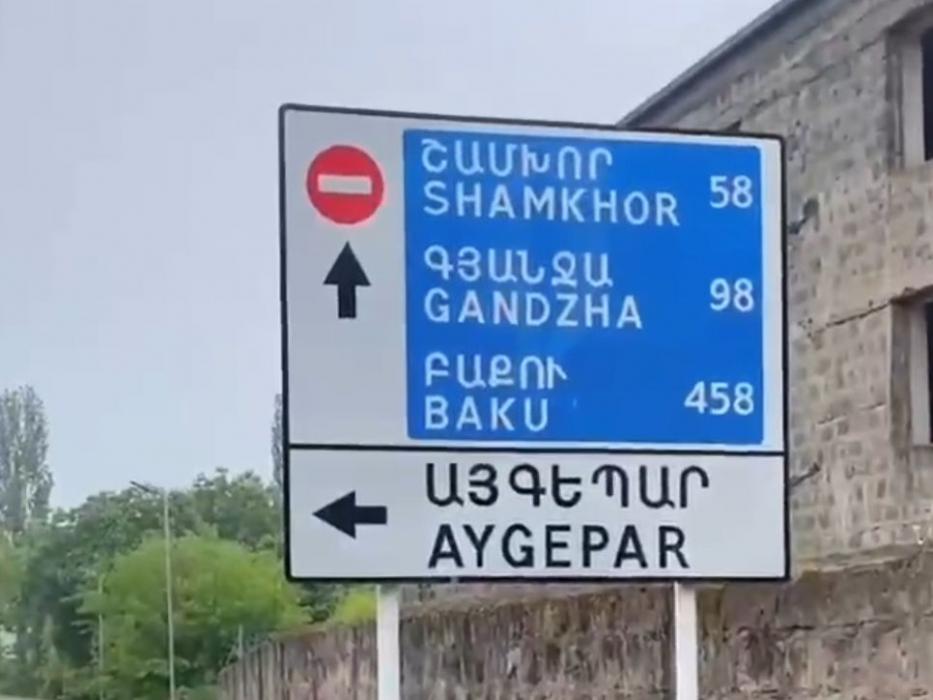 ՇԱՄԽՈՐ
SHAMKHOR 58
ԳՅԱՆՋԱ
GANDZHA 98
ԲԱՔՈՒ
BAKU 458
ԱՅԳԵՊԱՐ
AYGEPAR